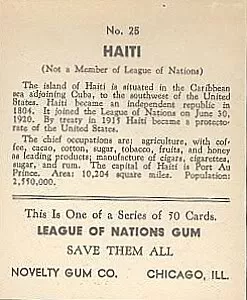 No. 25
HAITI
(Not a Member of League of Nations)
The island of Haiti is situated in the Caribbean
sea adjoining Cuba, to the southwest of the United
States. Haiti became an independent republic in
1804. It joined the League of Nations on June 30,
1920. By treaty in 1915 Haiti became a protecto-
rate of the United States.
The chief occupations are: agriculture, with cof-
fee, cacao, cotton, sugar, tobacco, fruits, and honey
as leading products; manufacture of cigars, cigarettes,
sugar, and rum. The capital of Haiti is Port Au
Prince. Area: 10,204 square miles. Population:
2,550,000.
This Is One of a Series of 50 Cards.
LEAGUE OF NATIONS GUM
SAVE THEM ALL
NOVELTY GUM CO. CHICAGO, ILL.